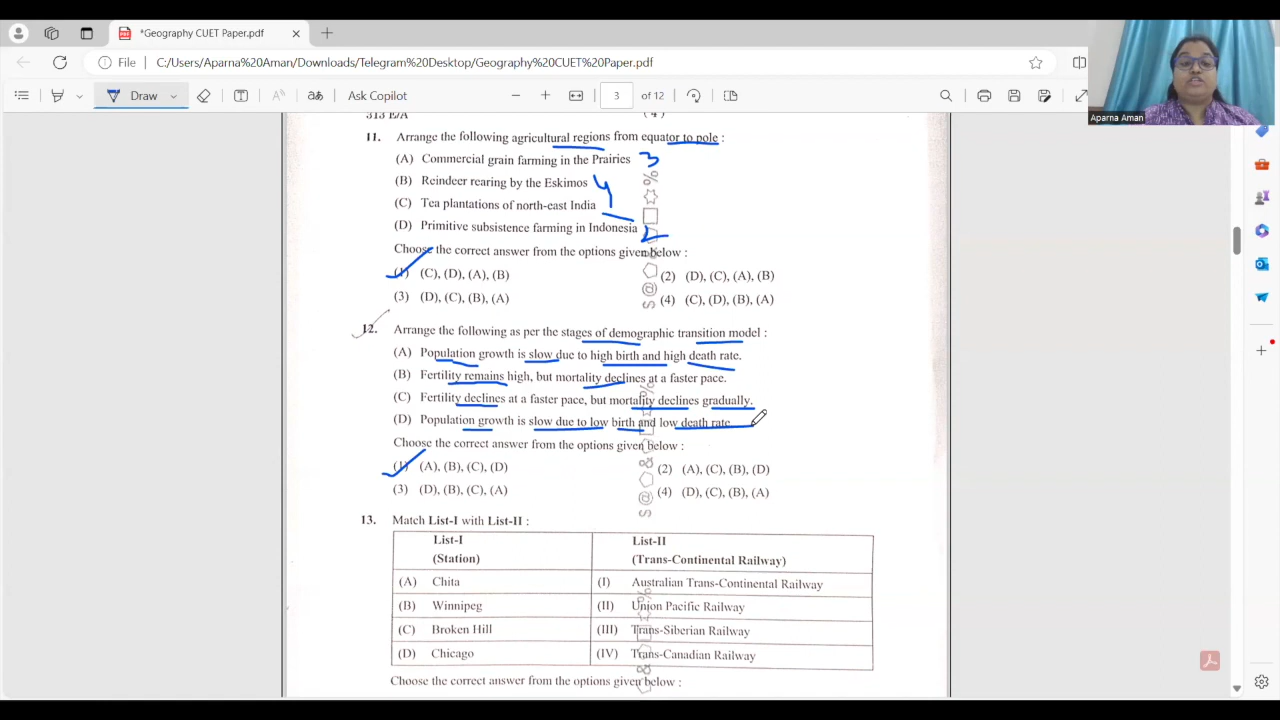 *Geography CUET Paper.pdf
File C:/Users/Aparna%20Aman/Downloads/Telegram%20Desktop/Geography%20CUET%20Paper.pdf
Draw Ask Copilot 3 of 12
Aparna Aman
313 E/A (4)
11. Arrange the following agricultural regions from equator to pole :
(A) Commercial grain farming in the Prairies 3
(B) Reindeer rearing by the Eskimos 4
(C) Tea plantations of north-east India 1
(D) Primitive subsistence farming in Indonesia 2
Choose the correct answer from the options given below :
(1) (C), (D), (A), (B) (2) (D), (C), (A), (B)
(3) (D), (C), (B), (A) (4) (C), (D), (B), (A)
12. Arrange the following as per the stages of demographic transition model :
(A) Population growth is slow due to high birth and high death rate.
(B) Fertility remains high, but mortality declines at a faster pace.
(C) Fertility declines at a faster pace, but mortality declines gradually.
(D) Population growth is slow due to low birth and low death rate.
Choose the correct answer from the options given below :
(1) (A), (B), (C), (D) (2) (A), (C), (B), (D)
(3) (D), (B), (C), (A) (4) (D), (C), (B), (A)
13. Match List-I with List-II :
List-I List-II
(Station) (Trans-Continental Railway)
(A) Chita (I) Australian Trans-Continental Railway
(B) Winnipeg (II) Union Pacific Railway
(C) Broken Hill (III) Trans-Siberian Railway
(D) Chicago (IV) Trans-Canadian Railway
Choose the correct answer from the options given below :